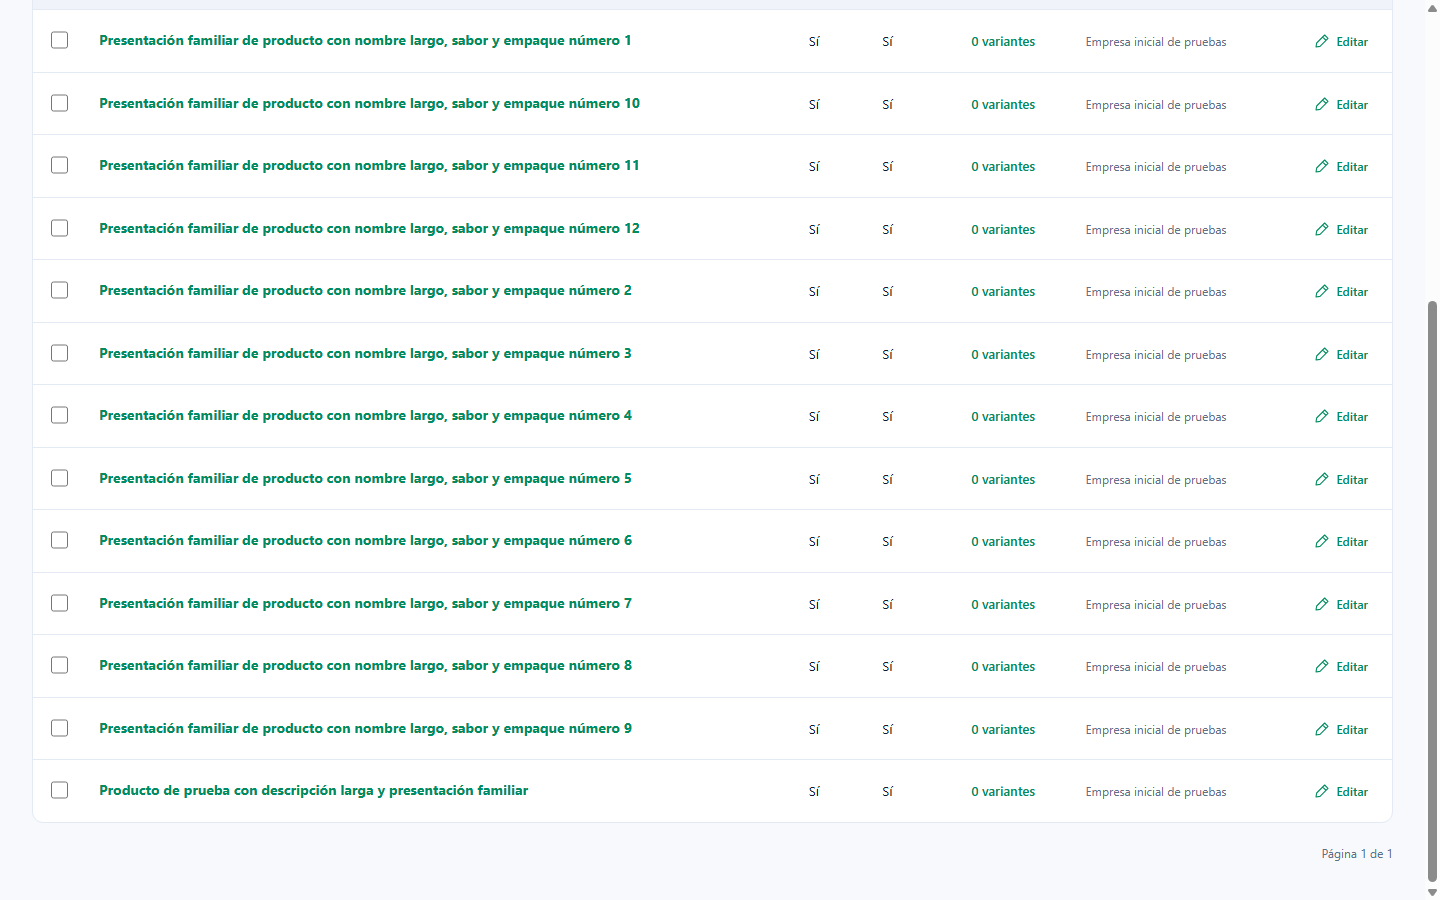 Presentación familiar de producto con nombre largo, sabor y empaque número 1 Sí Sí 0 variantes Empresa inicial de pruebas Editar
Presentación familiar de producto con nombre largo, sabor y empaque número 10 Sí Sí 0 variantes Empresa inicial de pruebas Editar
Presentación familiar de producto con nombre largo, sabor y empaque número 11 Sí Sí 0 variantes Empresa inicial de pruebas Editar
Presentación familiar de producto con nombre largo, sabor y empaque número 12 Sí Sí 0 variantes Empresa inicial de pruebas Editar
Presentación familiar de producto con nombre largo, sabor y empaque número 2 Sí Sí 0 variantes Empresa inicial de pruebas Editar
Presentación familiar de producto con nombre largo, sabor y empaque número 3 Sí Sí 0 variantes Empresa inicial de pruebas Editar
Presentación familiar de producto con nombre largo, sabor y empaque número 4 Sí Sí 0 variantes Empresa inicial de pruebas Editar
Presentación familiar de producto con nombre largo, sabor y empaque número 5 Sí Sí 0 variantes Empresa inicial de pruebas Editar
Presentación familiar de producto con nombre largo, sabor y empaque número 6 Sí Sí 0 variantes Empresa inicial de pruebas Editar
Presentación familiar de producto con nombre largo, sabor y empaque número 7 Sí Sí 0 variantes Empresa inicial de pruebas Editar
Presentación familiar de producto con nombre largo, sabor y empaque número 8 Sí Sí 0 variantes Empresa inicial de pruebas Editar
Presentación familiar de producto con nombre largo, sabor y empaque número 9 Sí Sí 0 variantes Empresa inicial de pruebas Editar
Producto de prueba con descripción larga y presentación familiar Sí Sí 0 variantes Empresa inicial de pruebas Editar
Página 1 de 1